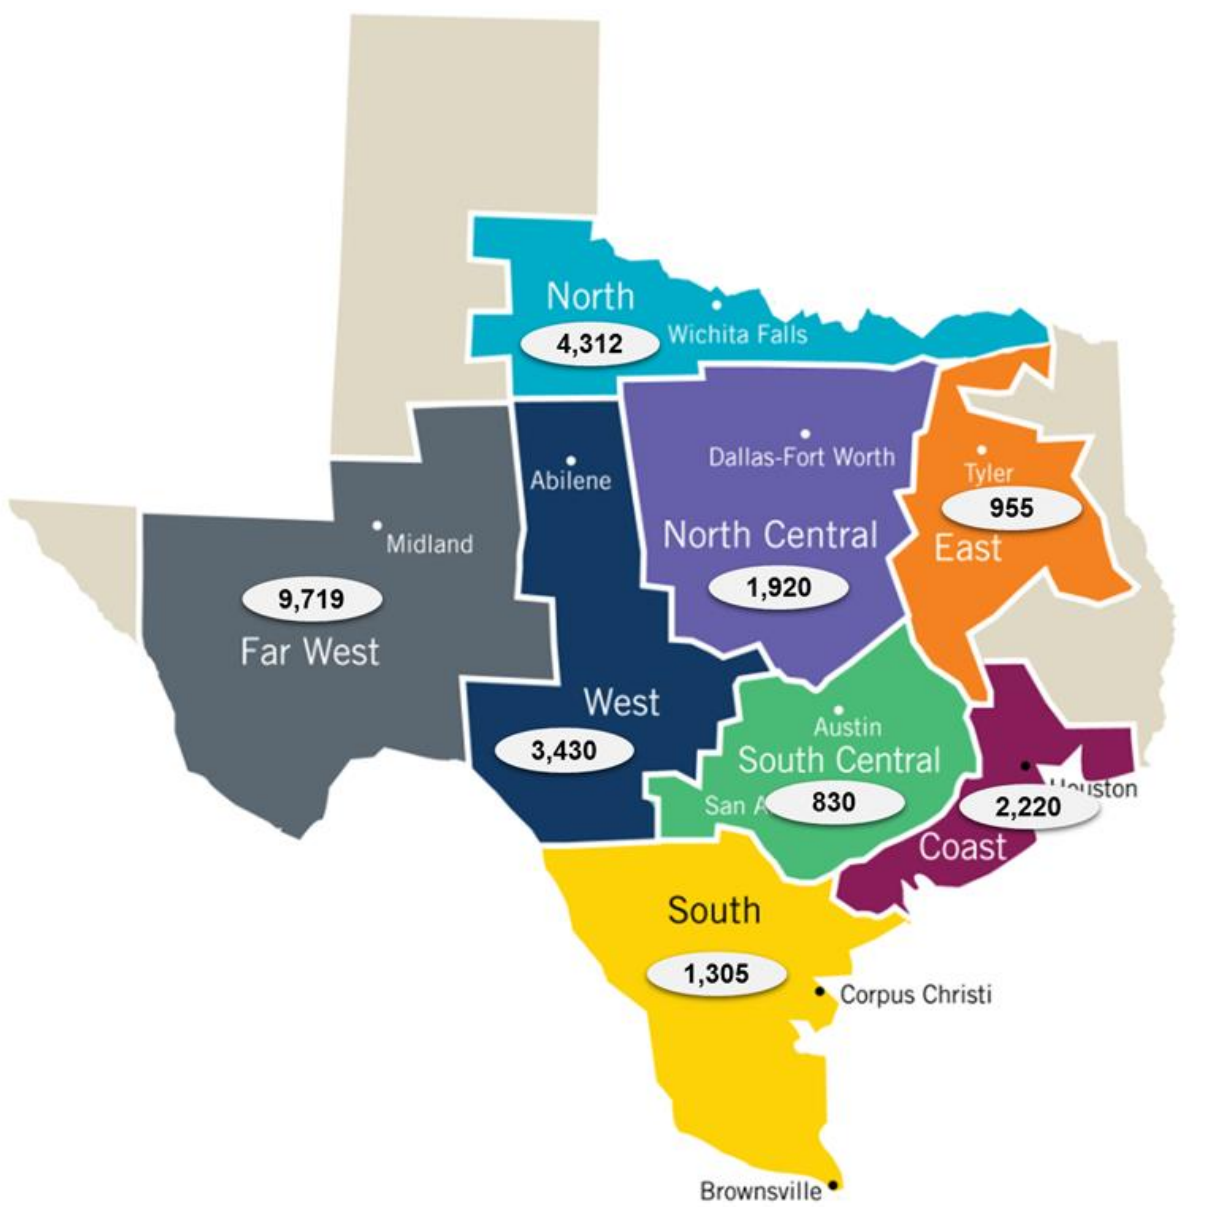 North
4,312
Wichita Falls
Dallas-Fort Worth
Abilene
Tyler
955
North Central
East
Midland
1,920
9,719
Far West
West
Austin
3,430
South Central
San
830
2,220
Coast
South
1,305
Corpus Christi
Brownsville